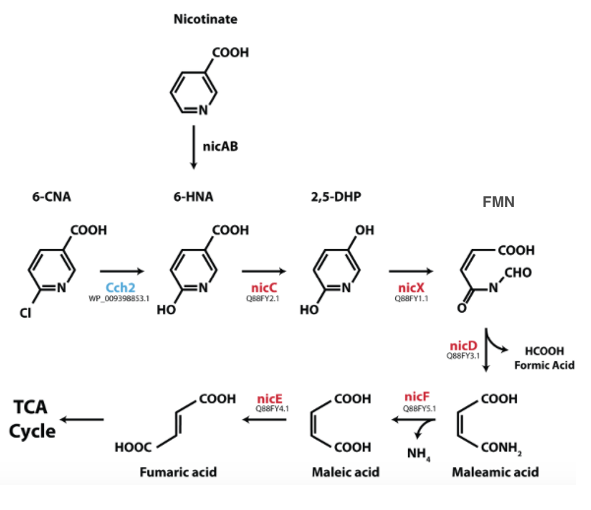 Nicotinate
COOH
N
nicAB
6-CNA
6-HNA
2,5-DHP
FMN
COOH
N
Cl
Cch2
WP_009398853.1
COOH
N
HO
nicC
Q88FY2.1
OH
N
HO
nicX
Q88FY1.1
COOH
CHO
N
O
nicD
Q88FY3.1
HCOOH
Formic Acid
TCA
Cycle
COOH
HOOC
Fumaric acid
nicE
Q88FY4.1
COOH
COOH
Maleic acid
nicF
Q88FY5.1
NH4
COOH
CONH2
Maleamic acid